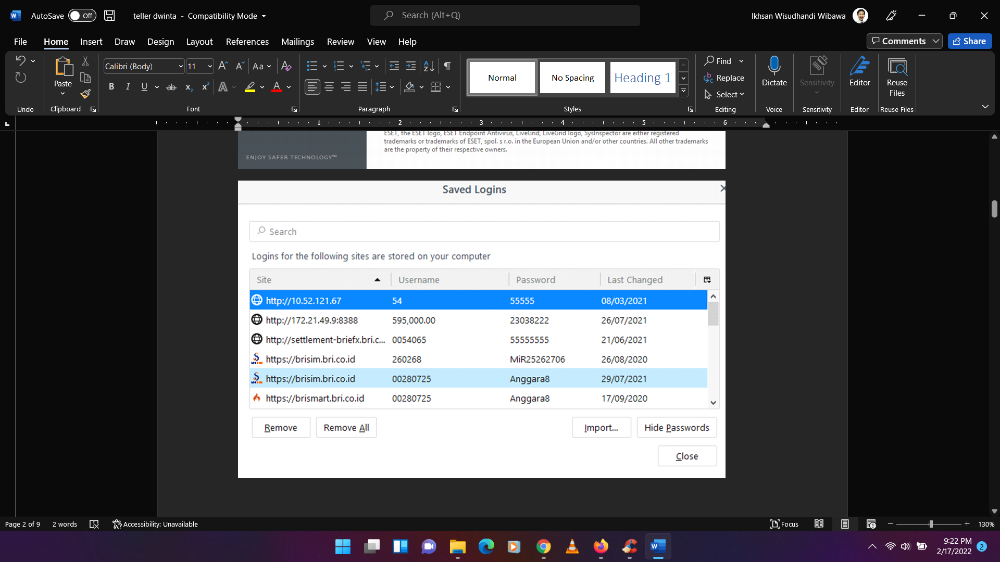 AutoSave Off teller dwinta - Compatibility Mode Search (Alt+Q) Ikhsan Wisudhandi Wibawa
File Home Insert Draw Design Layout References Mailings Review View Help Comments Share
Calibri (Body) 11 Aa
Paste
Normal No Spacing Heading 1
Find
Replace
Select
Dictate Sensitivity Editor Reuse
Files
Undo Clipboard Font Paragraph Styles Editing Voice Sensitivity Editor Reuse Files
1 2 3 4 5 6
ESET, the ESET logo, ESET Endpoint Antivirus, LiveGrid, LiveGrid logo, SysInspector are either registered
trademarks or trademarks of ESET, spol. s r.o. in the European Union and/or other countries. All other trademarks
are the property of their respective owners.
ENJOY SAFER TECHNOLOGY™
Saved Logins
Search
Logins for the following sites are stored on your computer
Site Username Password Last Changed
http://10.52.121.67 54 55555 08/03/2021
http://172.21.49.9:8388 595,000.00 23038222 26/07/2021
http://settlement-briefx.bri.c... 0054065 55555555 21/06/2021
https://brisim.bri.co.id 260268 MiR25262706 26/08/2020
https://brisim.bri.co.id 00280725 Anggara8 29/07/2021
https://brismart.bri.co.id 00280725 Anggara8 17/09/2020
Remove Remove All Import... Hide Passwords
Close
Page 2 of 9 2 words Accessibility: Unavailable Focus 130%
9:22 PM
2/17/2022 2